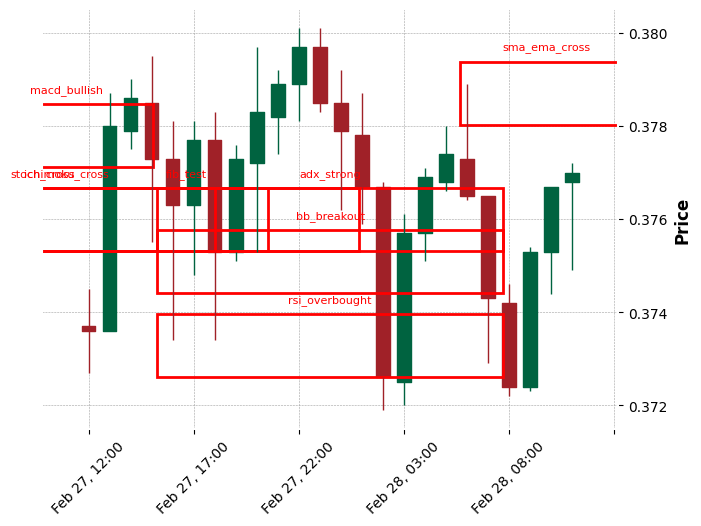 sma_ema_cross
macd_bullish
adx_strong
bb_breakout
rsi_overbought
0.380
0.378
0.376
0.374
0.372
Price
Feb 27, 12:00
Feb 27, 17:00
Feb 27, 22:00
Feb 28, 03:00
Feb 28, 08:00